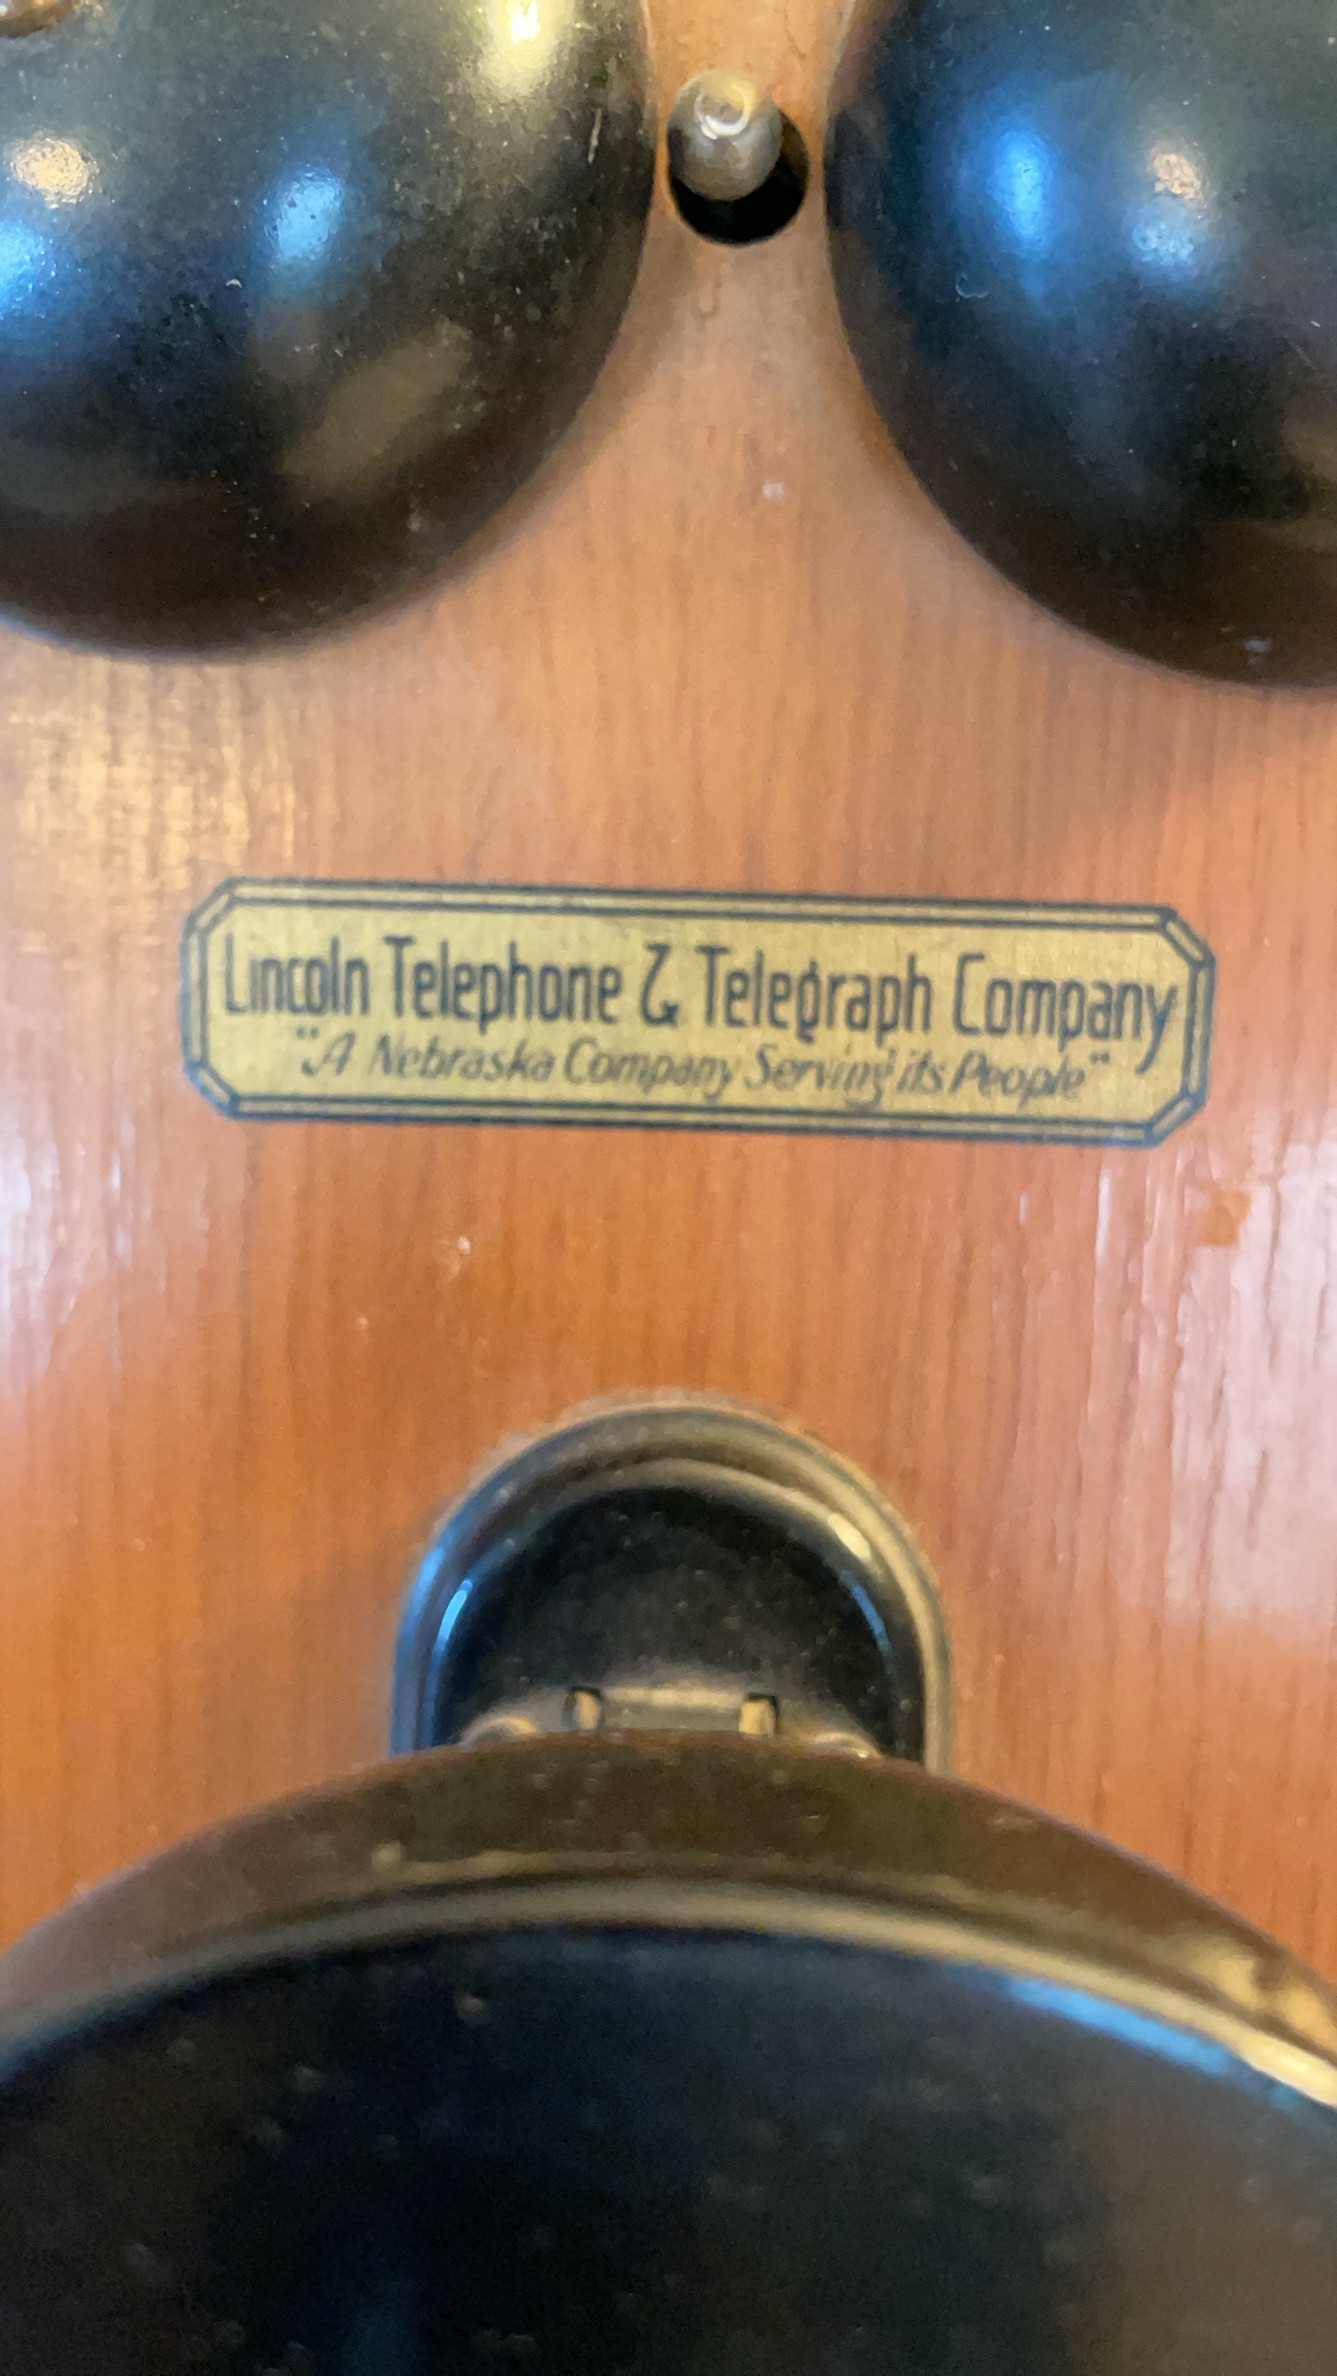 Lincoln Telephone & Telegraph Company
"A Nebraska Company Serving its People"